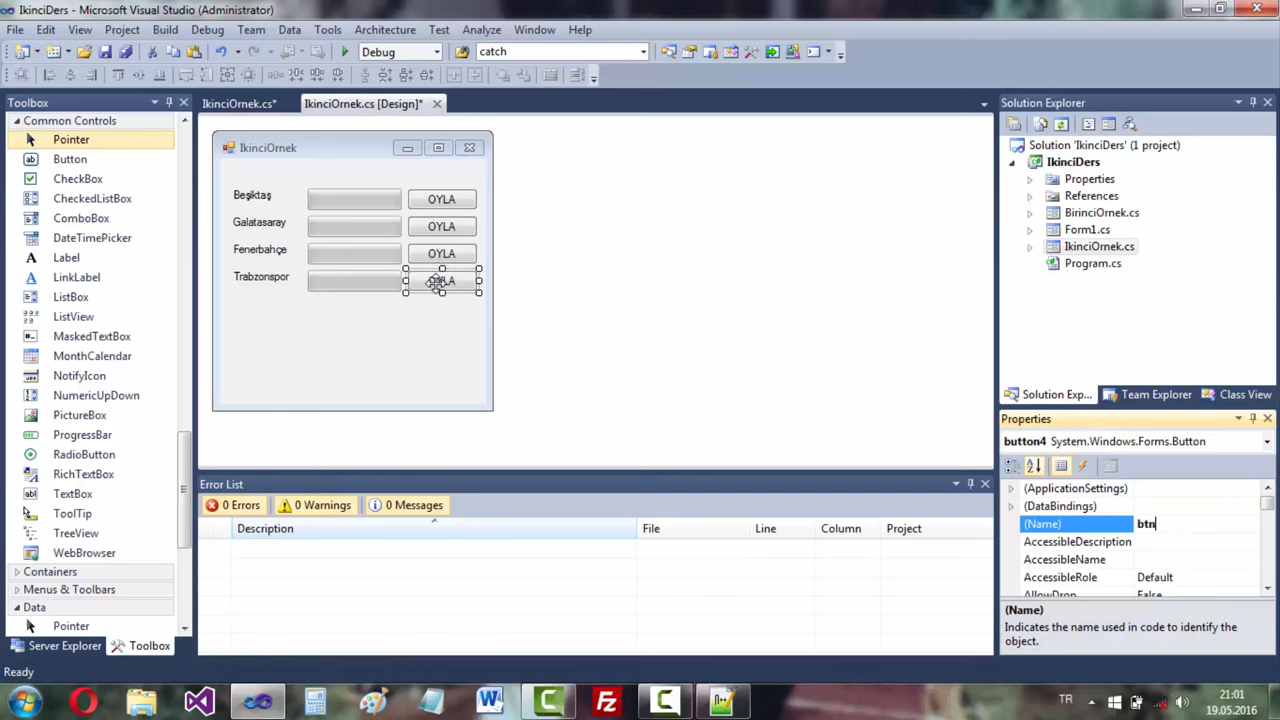 IkinciDers - Microsoft Visual Studio (Administrator)
File Edit View Project Build Debug Team Data Tools Architecture Test Analyze Window Help
Debug catch
Toolbox
Common Controls
Pointer
Button
CheckBox
CheckedListBox
ComboBox
DateTimePicker
Label
LinkLabel
ListBox
ListView
MaskedTextBox
MonthCalendar
NotifyIcon
NumericUpDown
PictureBox
ProgressBar
RadioButton
RichTextBox
TextBox
ToolTip
TreeView
WebBrowser
Containers
Menus & Toolbars
Data
Pointer
Server Explorer Toolbox
IkinciOrnek.cs* IkinciOrnek.cs [Design]*
IkinciOrnek
Beşiktaş OYLA
Galatasaray OYLA
Fenerbahçe OYLA
Trabzonspor
Error List
0 Errors 0 Warnings 0 Messages
Description File Line Column Project
Solution Explorer
Solution 'IkinciDers' (1 project)
IkinciDers
Properties
References
BirinciOrnek.cs
Form1.cs
IkinciOrnek.cs
Program.cs
Solution Exp... Team Explorer Class View
Properties
button4 System.Windows.Forms.Button
(ApplicationSettings)
(DataBindings)
(Name) btn
AccessibleDescription
AccessibleName
AccessibleRole Default
AllowDrop False
(Name)
Indicates the name used in code to identify the
object.
Ready
TR 21:01
19.05.2016